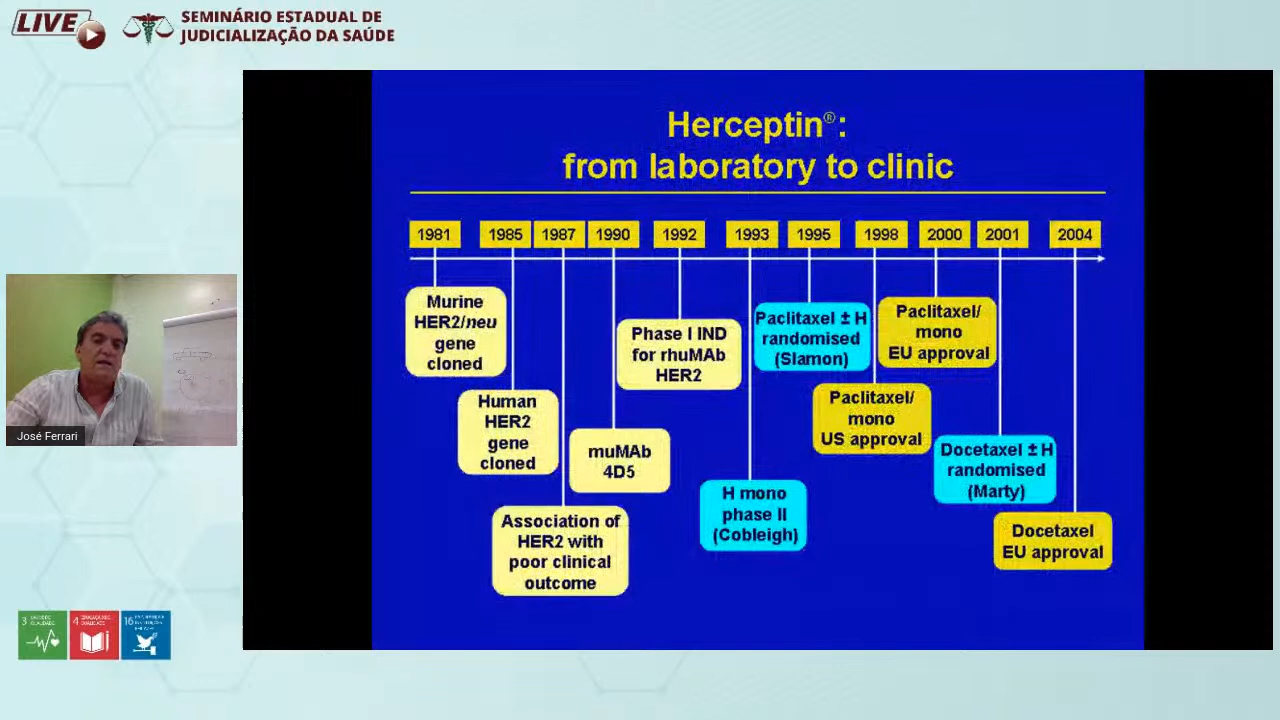 LIVE
SEMINÁRIO ESTADUAL DE
JUDICIALIZAÇÃO DA SAÚDE
Herceptin®:
from laboratory to clinic
1981
1985
1987
1990
1992
1993
1995
1998
2000
2001
2004
Murine
HER2/neu
gene
cloned
Human
HER2
gene
cloned
Association of
HER2 with
poor clinical
outcome
muMAb
4D5
Phase I IND
for rhuMAb
HER2
H mono
phase II
(Cobleigh)
Paclitaxel ± H
randomised
(Slamon)
Paclitaxel/
mono
US approval
Paclitaxel/
mono
EU approval
Docetaxel ± H
randomised
(Marty)
Docetaxel
EU approval
José Ferrari
3
4
16